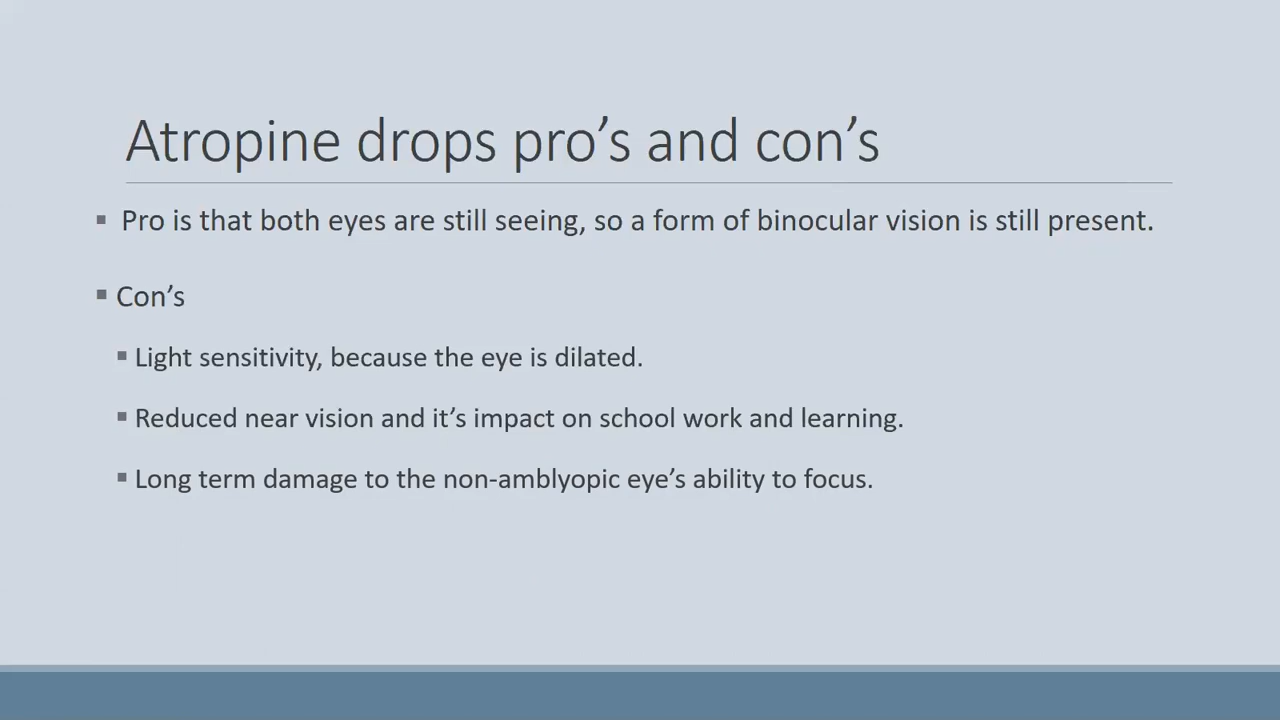 Atropine drops pro’s and con’s
▪ Pro is that both eyes are still seeing, so a form of binocular vision is still present.
▪ Con’s
▪ Light sensitivity, because the eye is dilated.
▪ Reduced near vision and it’s impact on school work and learning.
▪ Long term damage to the non-amblyopic eye’s ability to focus.